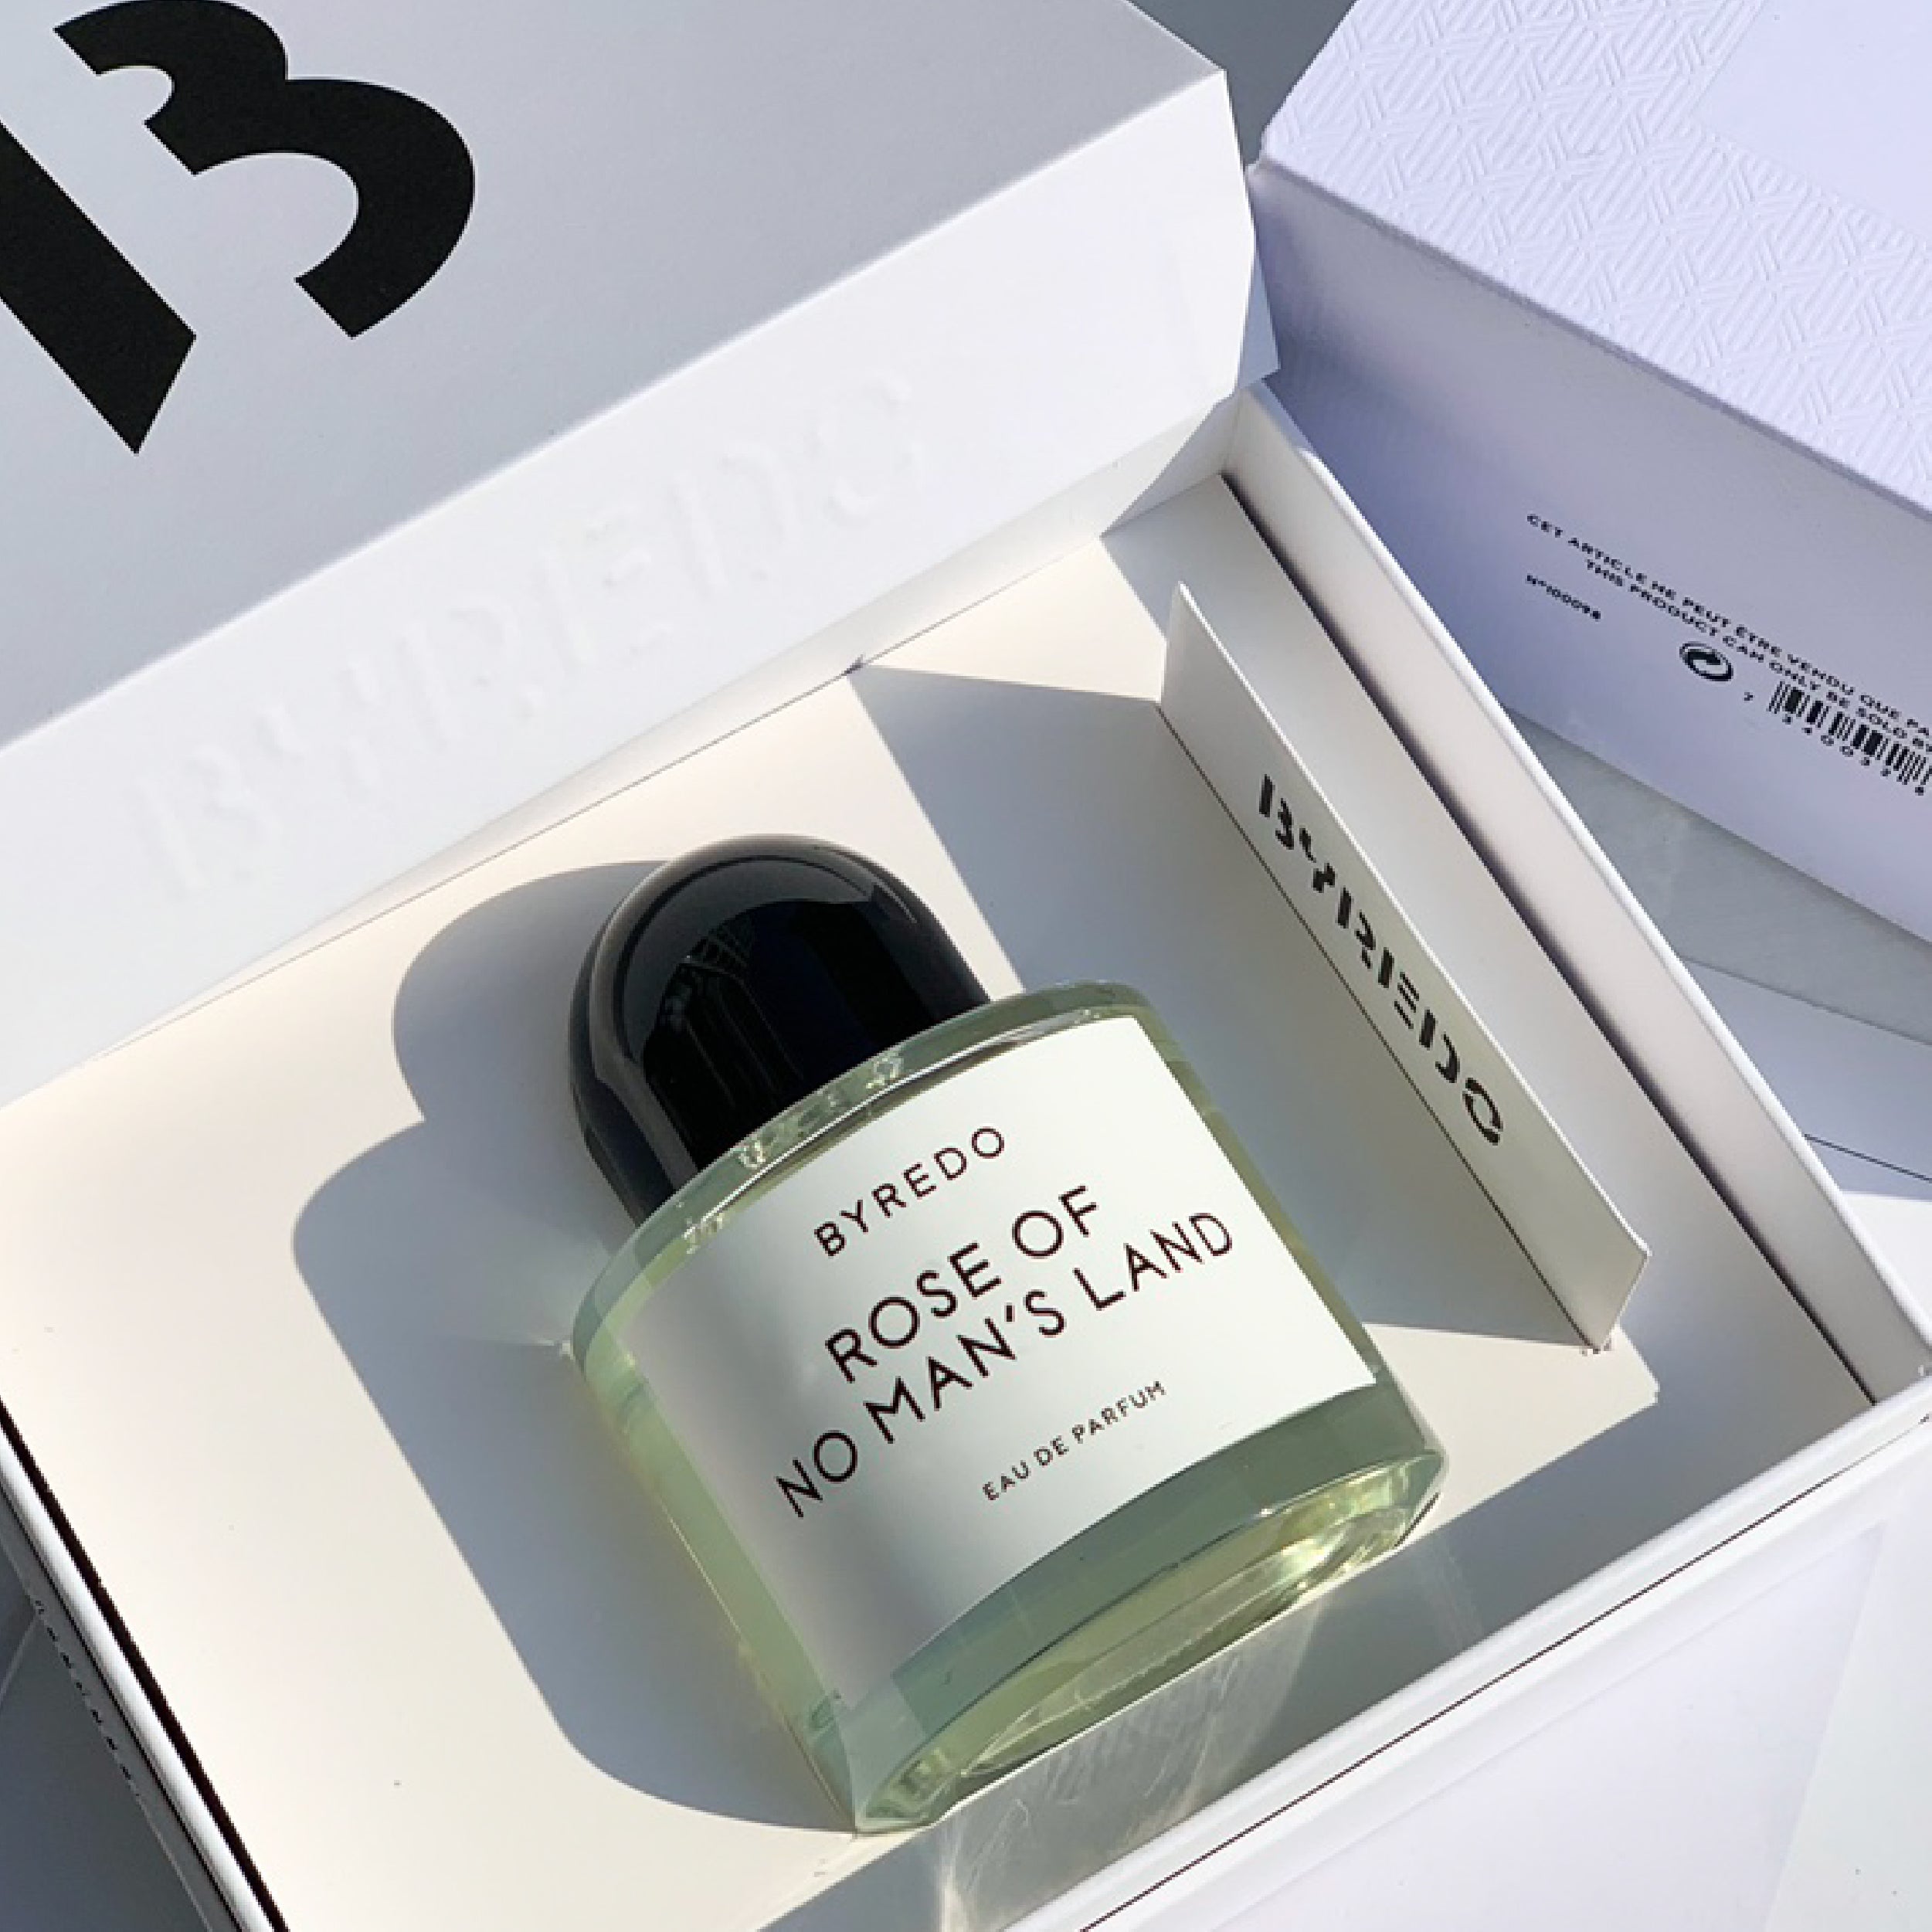 B
BYREDO
CET ARTICLE NE PEUT ÊTRE VENDU QUE PA
THIS PRODUCT CAN ONLY BE SOLD BY
N°100098
BYREDO
BYREDO
ROSE OF
NO MAN'S LAND
EAU DE PARFUM